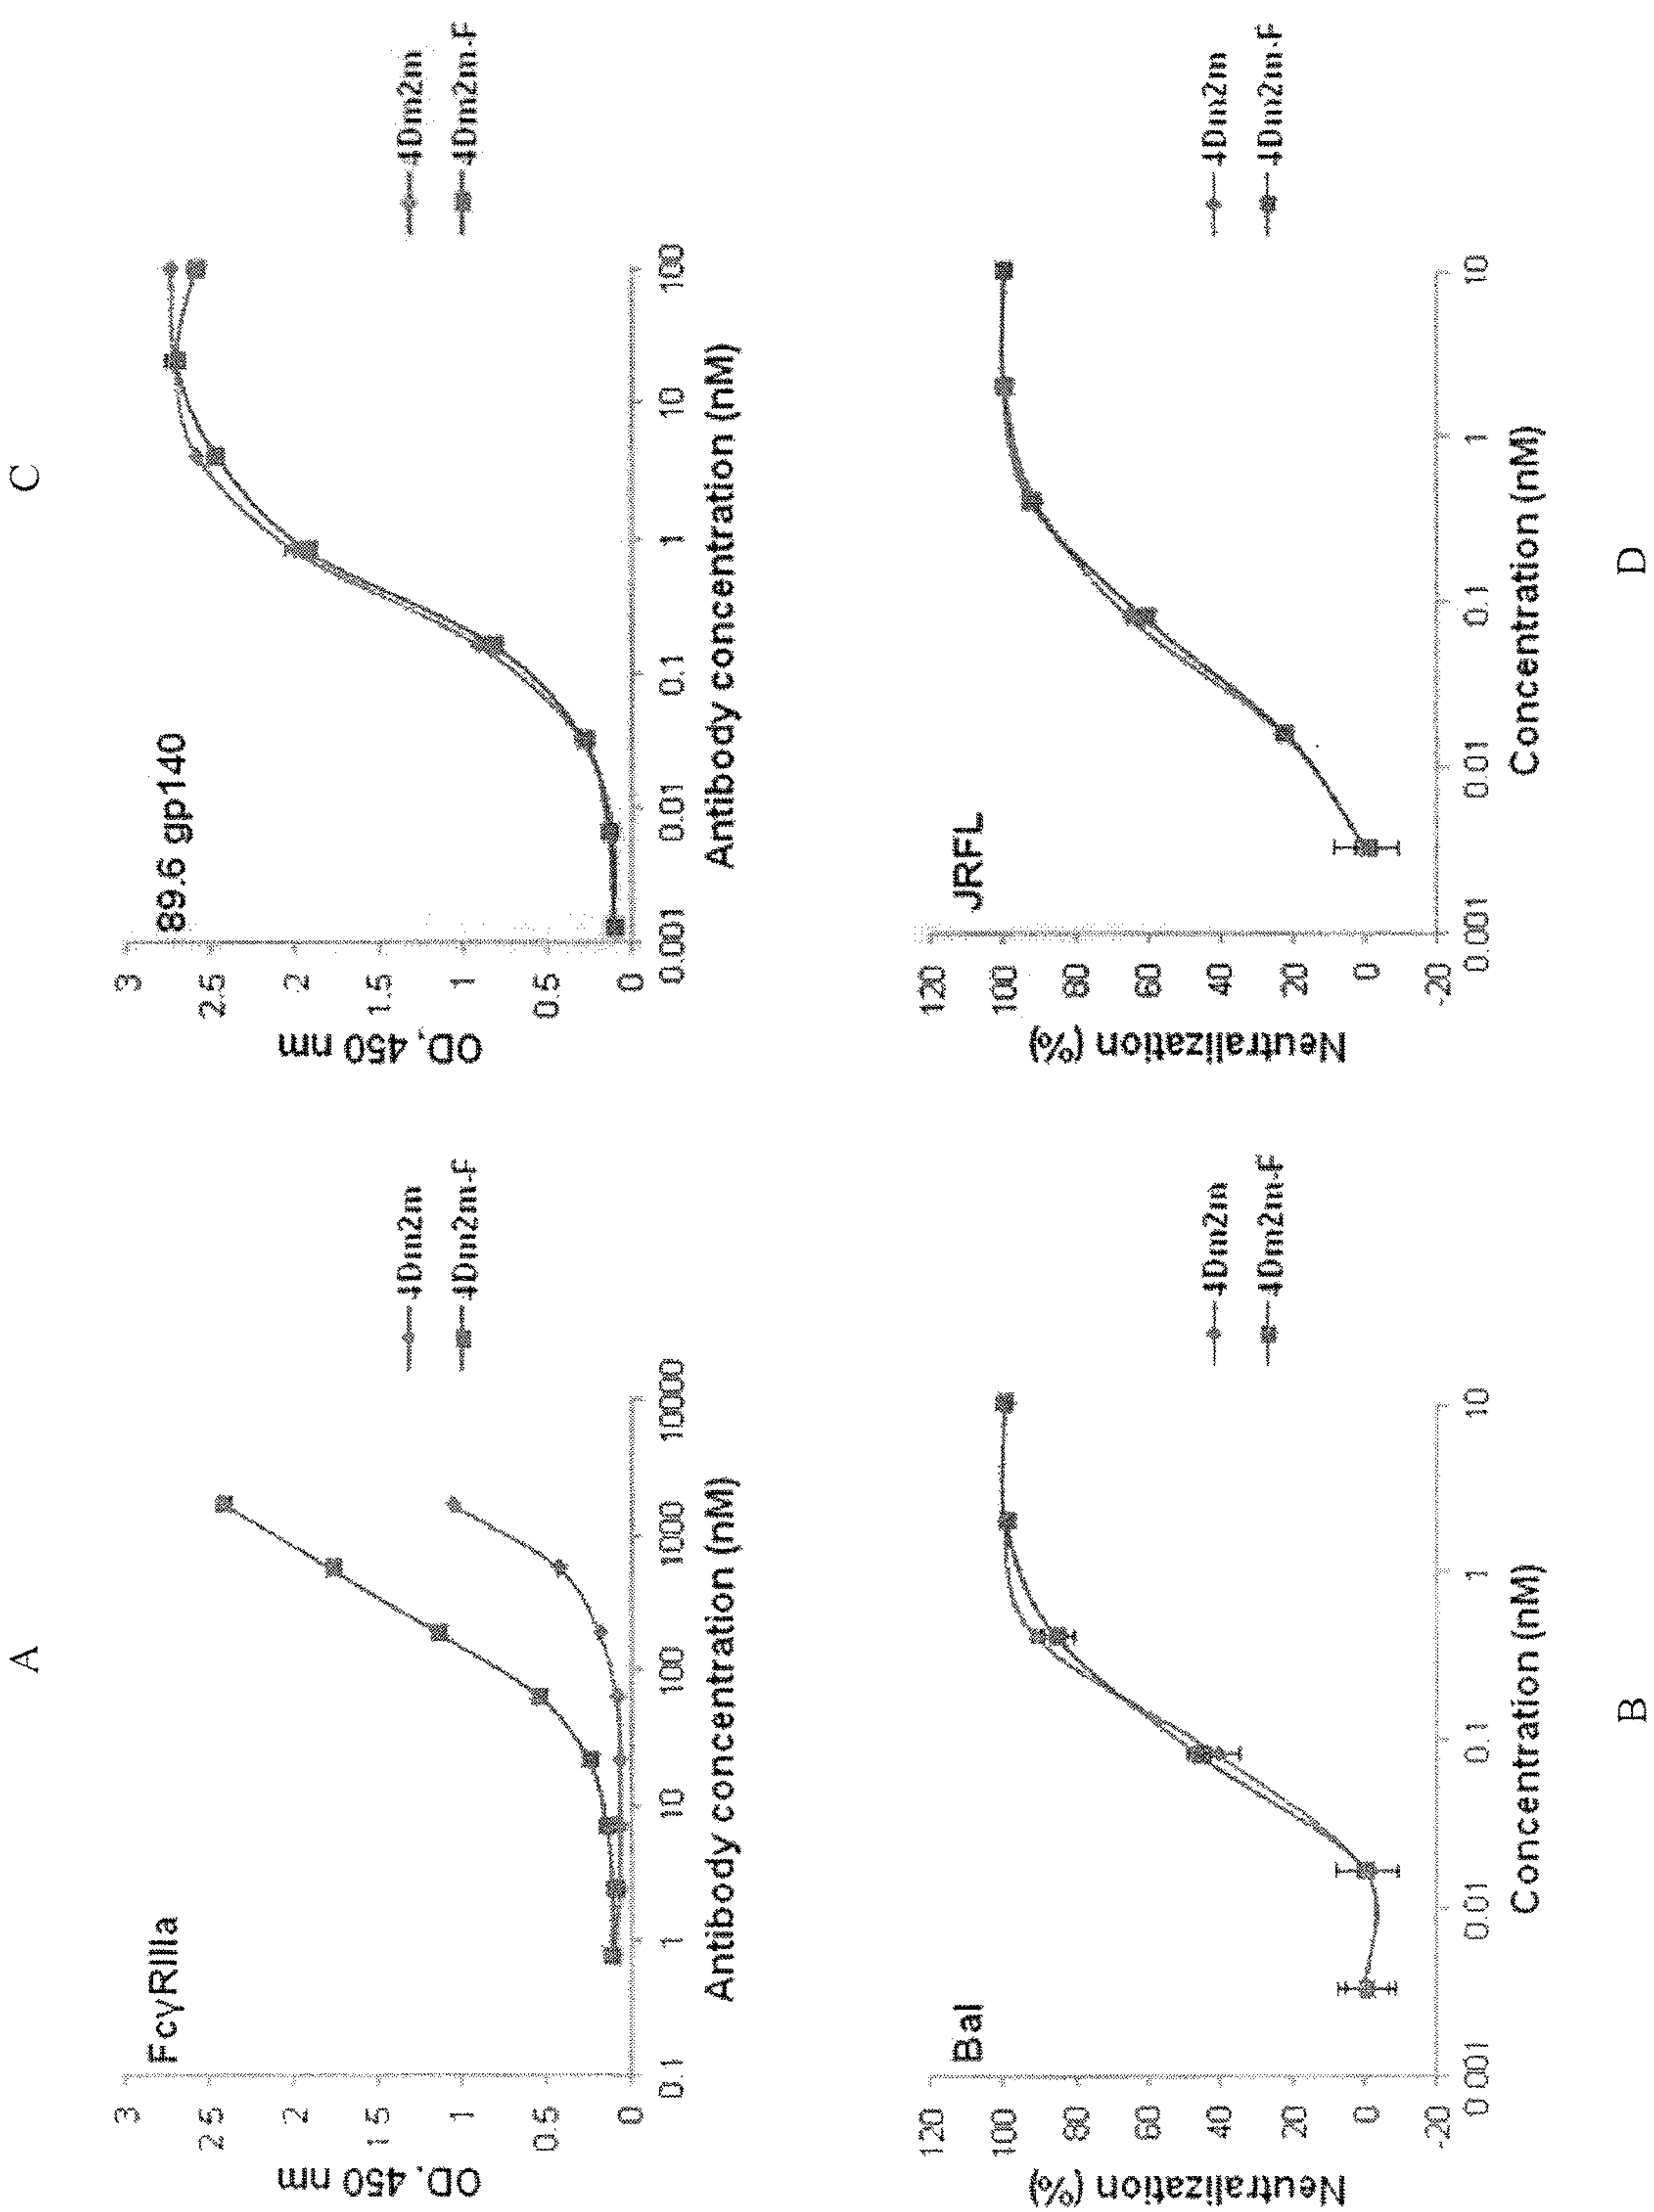 A
FcγRIIIa
OD, 450 nm
3
2.5
2
1.5
1
0.5
0
0.1
1
10
100
1000
10000
Antibody concentration (nM)
4Dm2m
4Dm2m-F
C
89.6 gp140
OD, 450 nm
3
2.5
2
1.5
1
0.5
0
0.001
0.01
0.1
1
10
100
Antibody concentration (nM)
4Dm2m
4Dm2m-F
Bal
Neutralization (%)
120
100
80
60
40
20
0
-20
0.001
0.01
0.1
1
10
Concentration (nM)
4Dm2m
4Dm2m-F
B
JRFL
Neutralization (%)
120
100
80
60
40
20
0
-20
0.001
0.01
0.1
1
10
Concentration (nM)
4Dm2m
4Dm2m-F
D